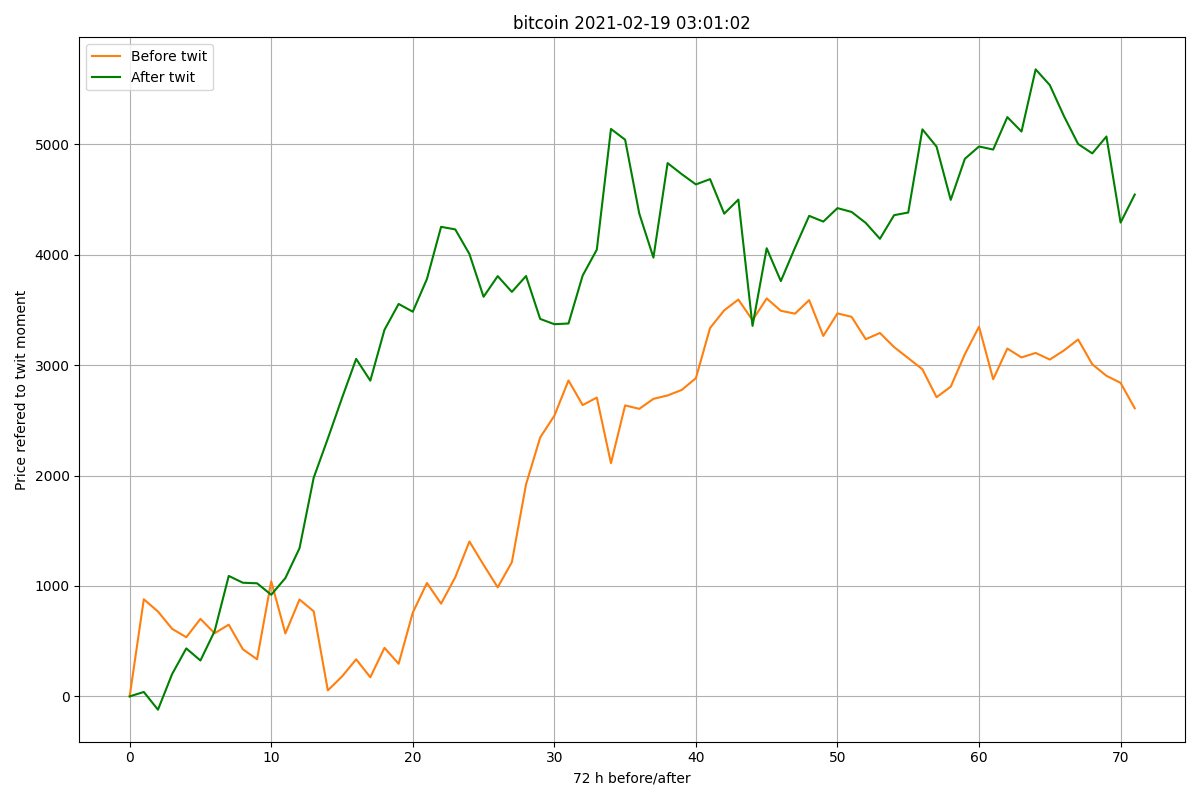 bitcoin 2021-02-19 03:01:02
Before twit
After twit
Price refered to twit moment
5000
4000
3000
2000
1000
0
0 10 20 30 40 50 60 70
72 h before/after